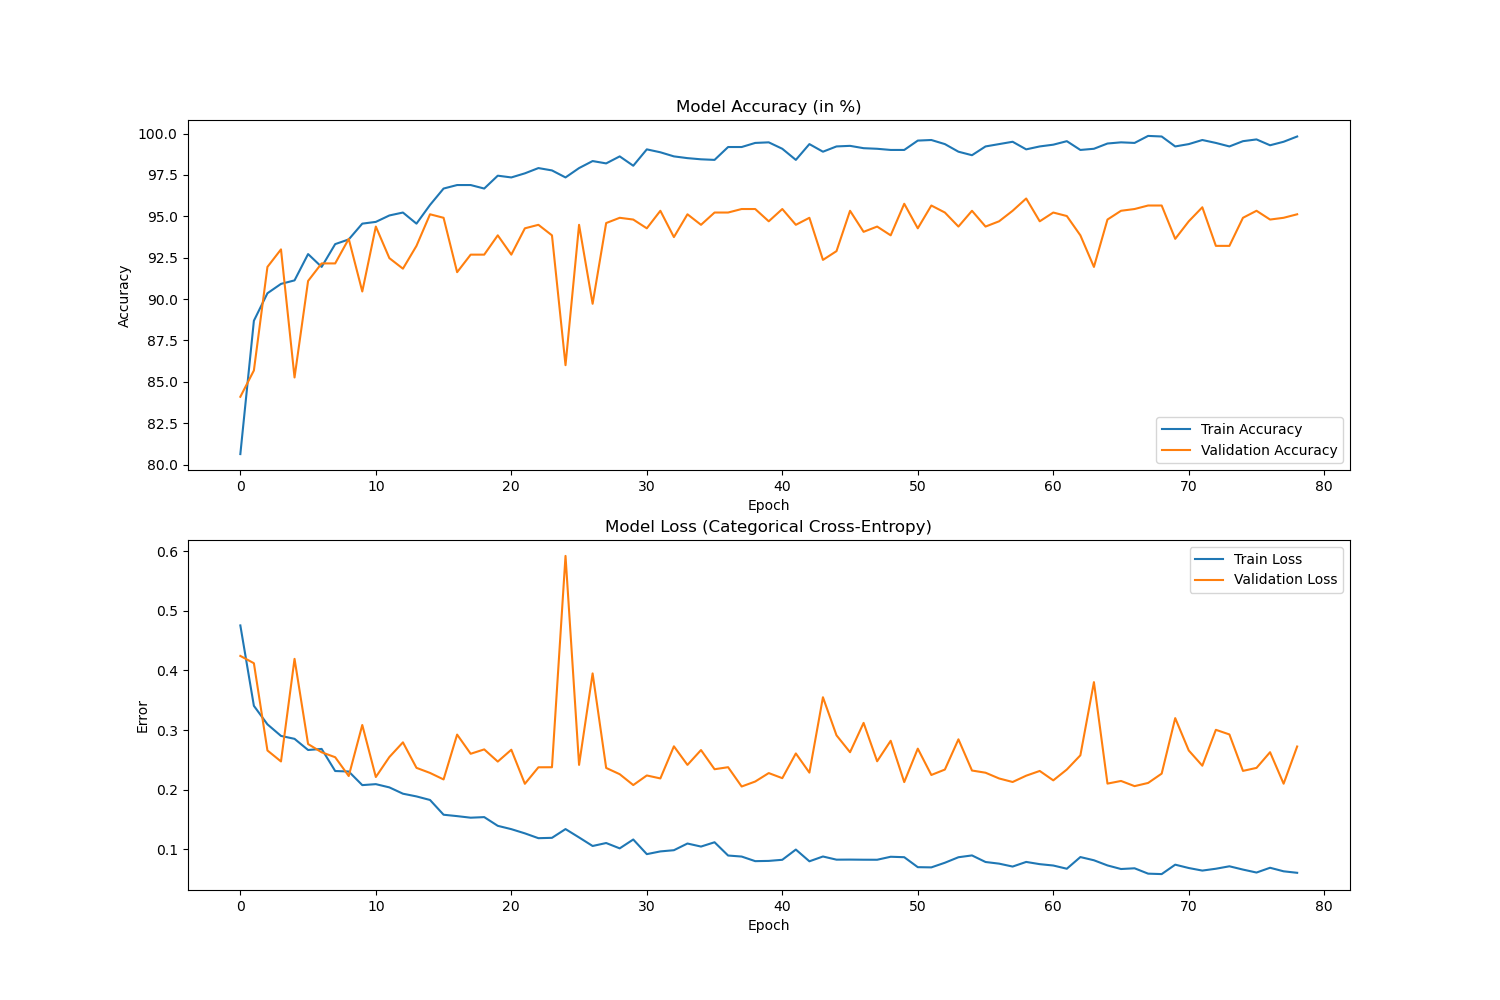 Model Accuracy (in %)
100.0
97.5
95.0
92.5
90.0
87.5
85.0
82.5
80.0
Accuracy
Train Accuracy
Validation Accuracy
0 10 20 30 40 50 60 70 80
Epoch
Model Loss (Categorical Cross-Entropy)
0.6
0.5
0.4
0.3
0.2
0.1
Error
Train Loss
Validation Loss
0 10 20 30 40 50 60 70 80
Epoch